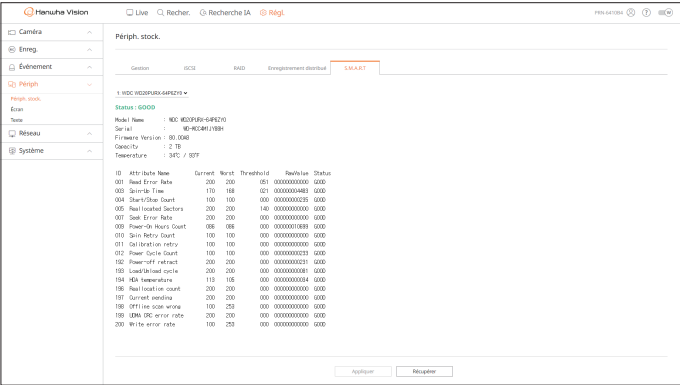 Hanwha Vision
Live
Recher.
Recherche IA
Régl.
PRN-6410B4
Caméra
Enreg.
Événement
Périph
Périph. stock.
Écran
Texte
Réseau
Système
Périph. stock.
Gestion iSCSI RAID Enregistrement distribué S.M.A.R.T
1: WDC WD20PURX-64P6ZY0
Status : GOOD
Model Name : WDC WD20PURX-64P6ZY0
Serial : WD-WCC4M1JY88H
Firmware Version : 80.00A8
Capacity : 2 TB
Temperature : 34℃ / 93℉
ID Attribute Name Current Worst Threshhold RawValue Status
001 Read Error Rate 200 200 051 000000000000 GOOD
003 Spin-Up Time 170 168 021 000000004483 GOOD
004 Start/Stop Count 100 100 000 000000000235 GOOD
005 Reallocated Sectors 200 200 140 000000000000 GOOD
007 Seek Error Rate 200 200 000 000000000000 GOOD
009 Power-On Hours Count 086 086 000 000000010699 GOOD
010 Spin Retry Count 100 100 000 000000000000 GOOD
011 Calibration retry 100 100 000 000000000000 GOOD
012 Power Cycle Count 100 100 000 000000000233 GOOD
192 Power-off retract 200 200 000 000000000231 GOOD
193 Load/Unload cycle 200 200 000 000000000081 GOOD
194 HDA temperature 113 105 000 000000000034 GOOD
196 Reallocation count 200 200 000 000000000000 GOOD
197 Current pending 200 200 000 000000000000 GOOD
198 Offline scan wrong 100 253 000 000000000000 GOOD
199 UDMA CRC error rate 200 200 000 000000000000 GOOD
200 Write error rate 100 253 000 000000000000 GOOD
Appliquer Récupérer